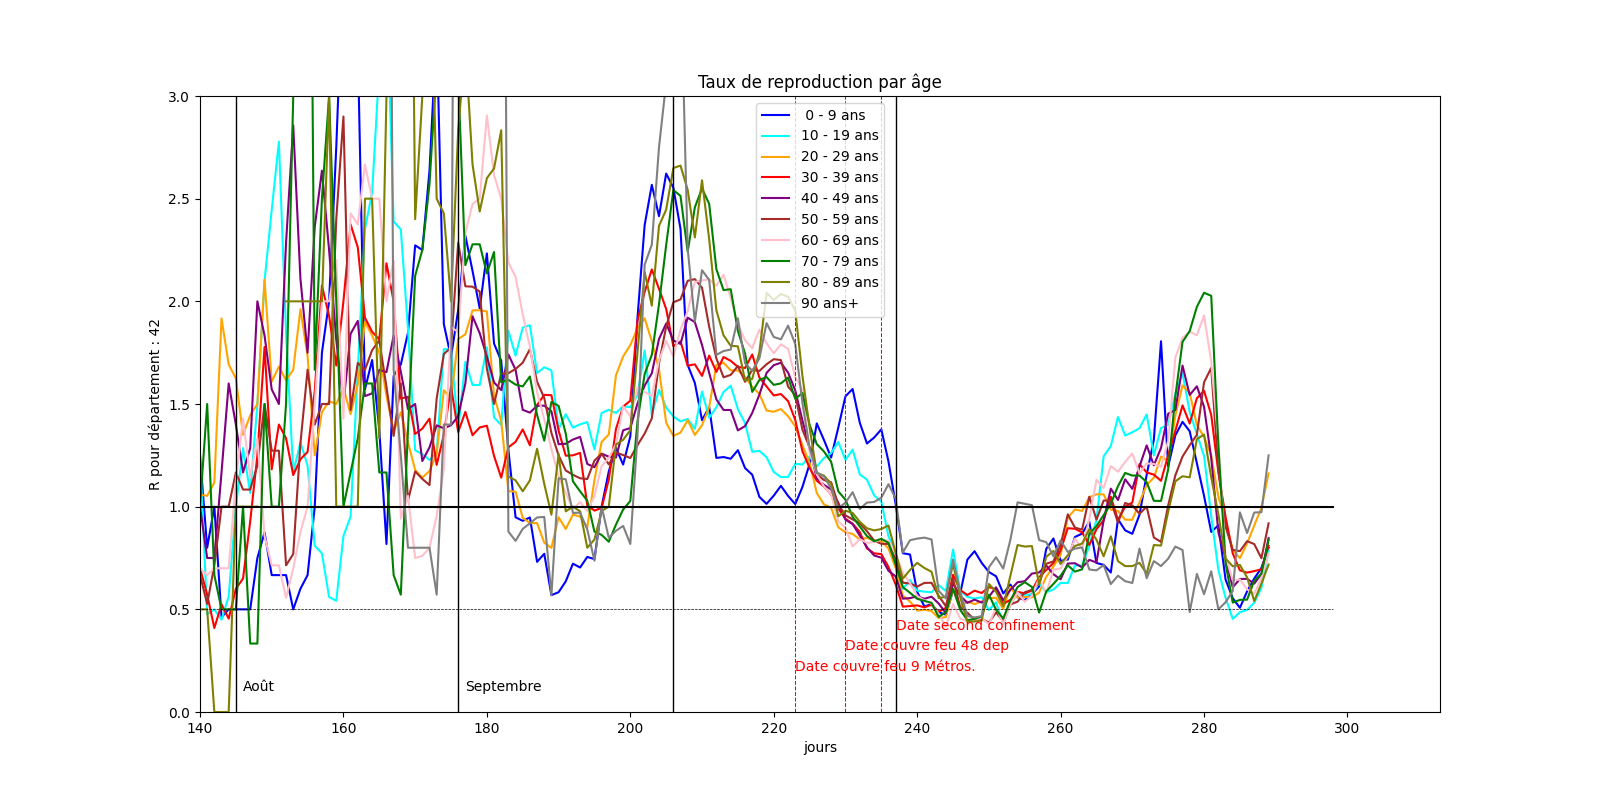 Taux de reproduction par âge
3.0
2.5
2.0
1.5
1.0
0.5
0.0
R pour département : 42
0 - 9 ans
10 - 19 ans
20 - 29 ans
30 - 39 ans
40 - 49 ans
50 - 59 ans
60 - 69 ans
70 - 79 ans
80 - 89 ans
90 ans+
Date second confinement
Date couvre feu 48 dep
Date couvre feu 9 Métros.
Août
Septembre
140 160 180 200 220 240 260 280 300
jours